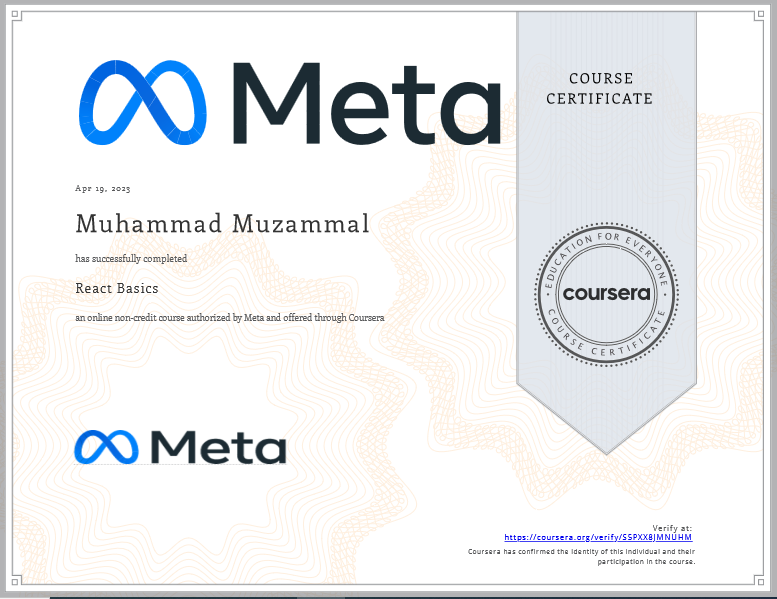 Meta
COURSE
CERTIFICATE
Apr 19, 2023
Muhammad Muzammal
has successfully completed
React Basics
an online non-credit course authorized by Meta and offered through Coursera
EDUCATION FOR EVERYONE
coursera
COURSE CERTIFICATE
Meta
Verify at:
https://coursera.org/verify/S5PXX8JMNUHM
Coursera has confirmed the identity of this individual and their
participation in the course.